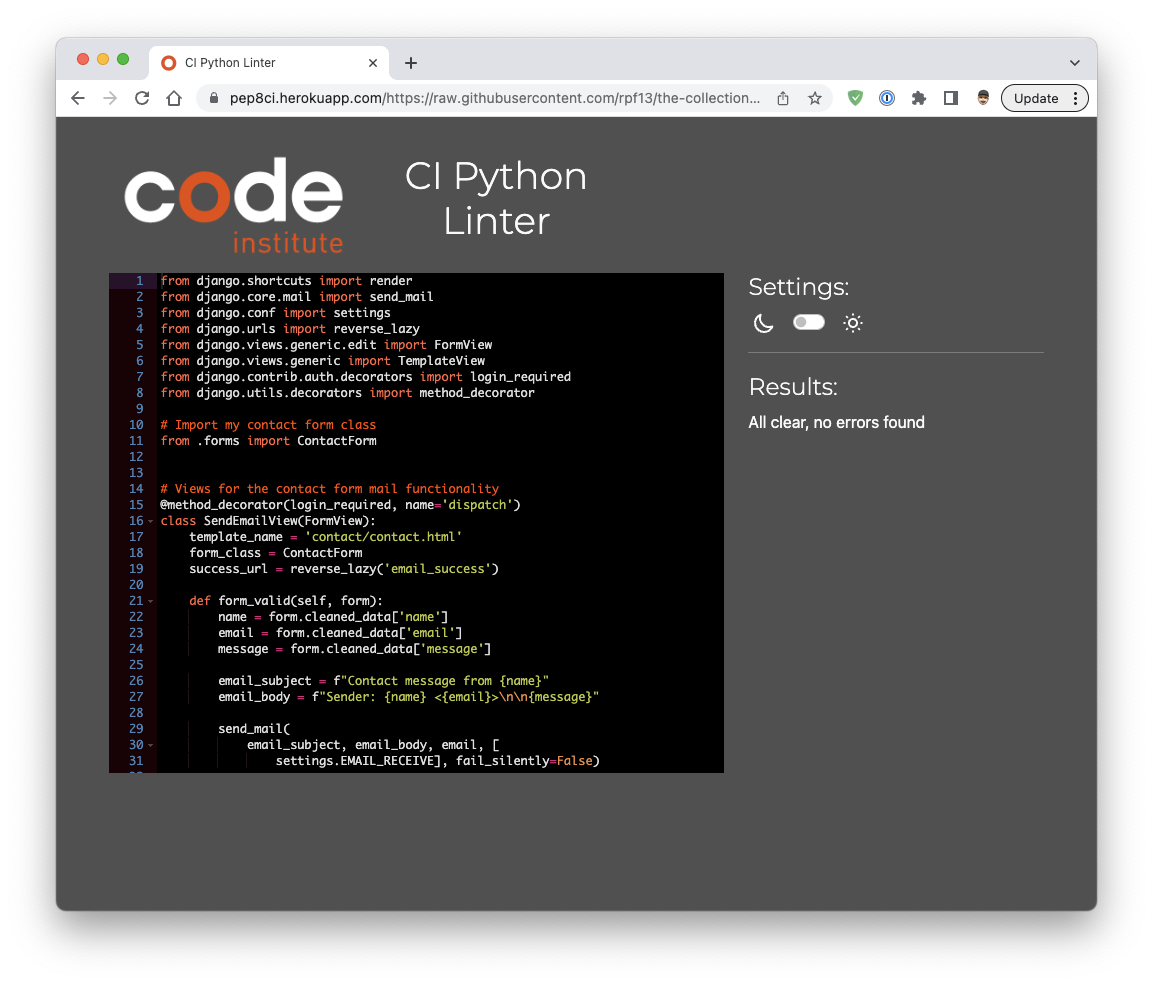 CI Python Linter
pep8ci.herokuapp.com/https://raw.githubusercontent.com/rpf13/the-collection...
Update
code
institute
CI Python
Linter
1 from django.shortcuts import render
2 from django.core.mail import send_mail
3 from django.conf import settings
4 from django.urls import reverse_lazy
5 from django.views.generic.edit import FormView
6 from django.views.generic import TemplateView
7 from django.contrib.auth.decorators import login_required
8 from django.utils.decorators import method_decorator
9
10 # Import my contact form class
11 from .forms import ContactForm
12
13
14 # Views for the contact form mail functionality
15 @method_decorator(login_required, name='dispatch')
16 class SendEmailView(FormView):
17     template_name = 'contact/contact.html'
18     form_class = ContactForm
19     success_url = reverse_lazy('email_success')
20
21     def form_valid(self, form):
22         name = form.cleaned_data['name']
23         email = form.cleaned_data['email']
24         message = form.cleaned_data['message']
25
26         email_subject = f"Contact message from {name}"
27         email_body = f"Sender: {name} <{email}>\n\n{message}"
28
29         send_mail(
30             email_subject, email_body, email, [
31                 settings.EMAIL_RECEIVE], fail_silently=False)
Settings:
Results:
All clear, no errors found